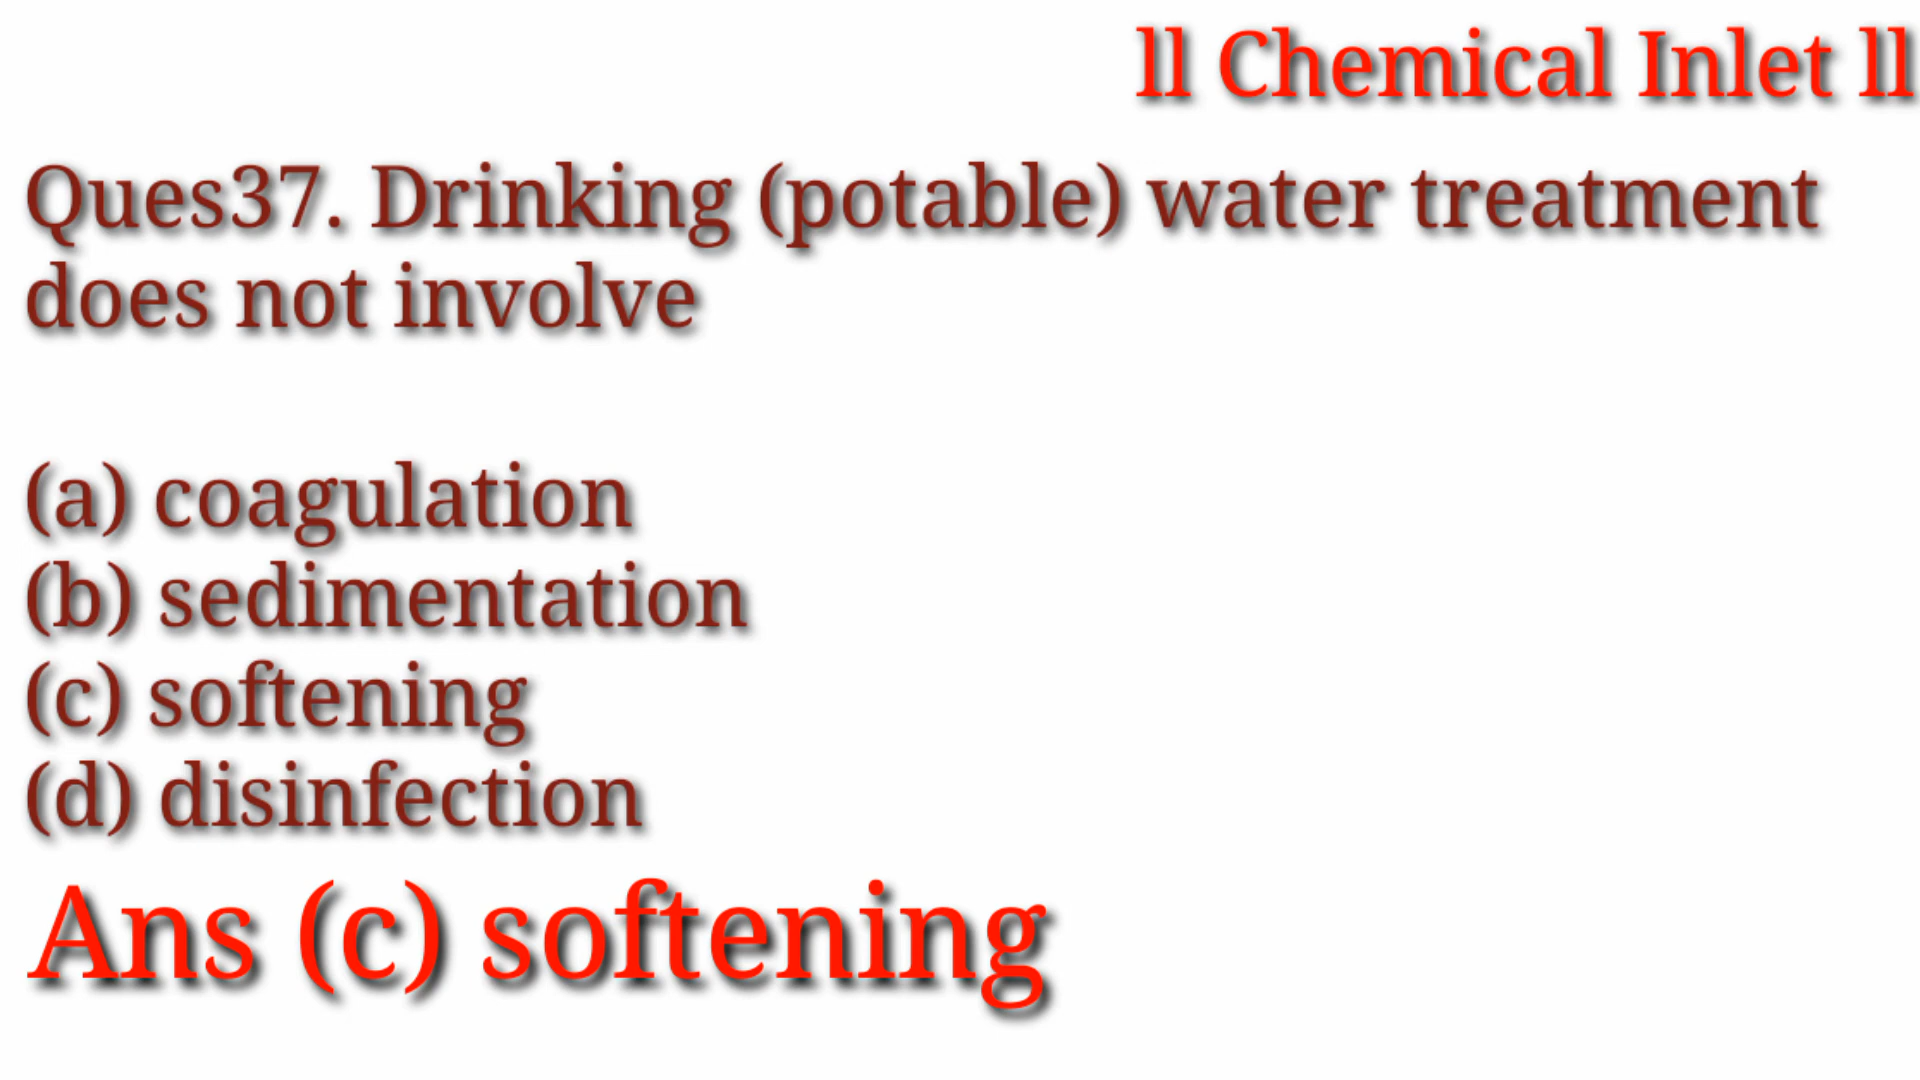 ll Chemical Inlet ll
Ques37. Drinking (potable) water treatment
does not involve
(a) coagulation
(b) sedimentation
(c) softening
(d) disinfection
Ans (c) softening